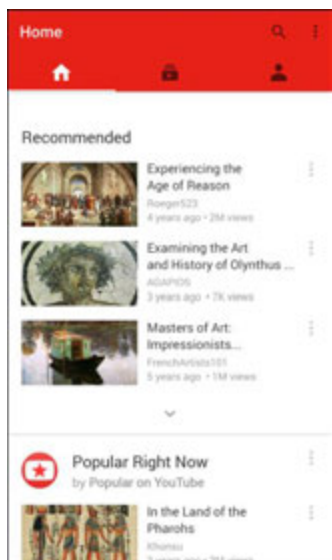 Home
Recommended
Experiencing the
Age of Reason
Roeger523
4 years ago • 2M views
Examining the Art
and History of Olynthus ...
AGAPIOS
3 years ago • 7K views
Masters of Art:
Impressionists...
FrenchArtists101
5 years ago • 1M views
Popular Right Now
by Popular on YouTube
In the Land of the
Pharohs
Khonsu